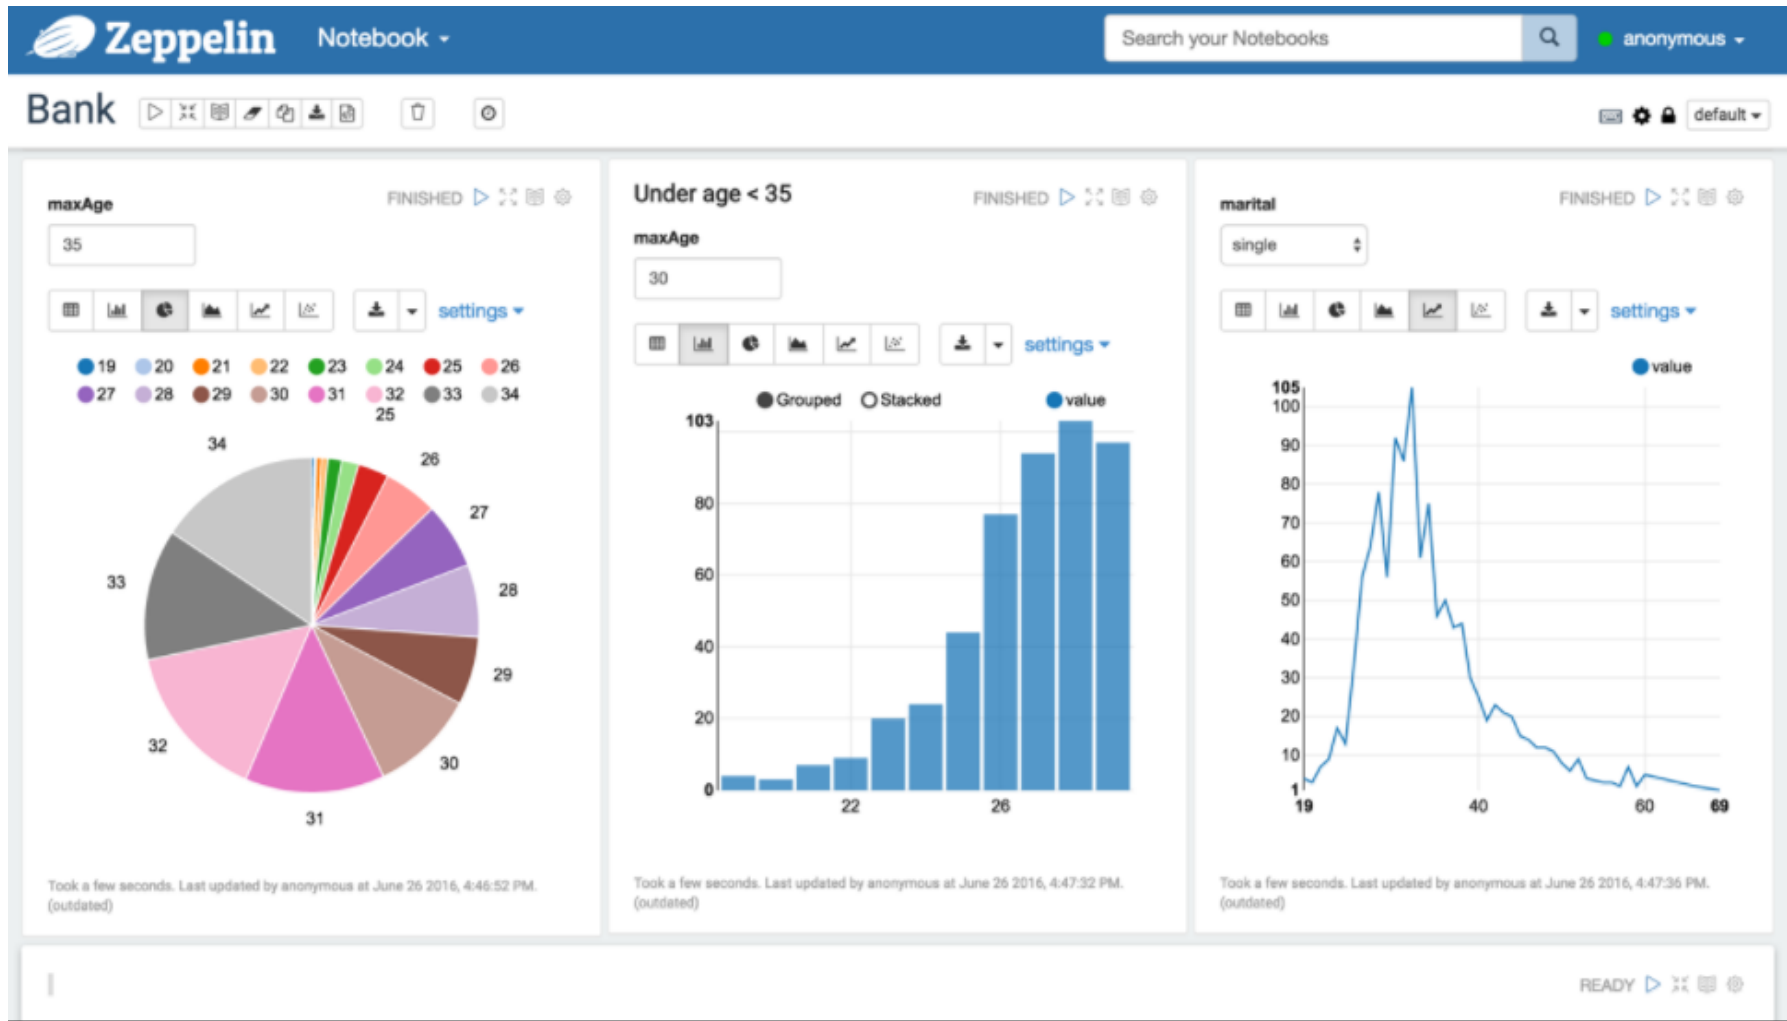 Zeppelin Notebook Search your Notebooks anonymous
Bank default
maxAge FINISHED
35
settings
19 20 21 22 23 24 25 26
27 28 29 30 31 32 33 34
25
34
26
27
28
33
29
32
30
31
Took a few seconds. Last updated by anonymous at June 26 2016, 4:46:52 PM.
(outdated)
Under age < 35 FINISHED
maxAge
30
settings
Grouped Stacked value
103
80
60
40
20
0
22 26
Took a few seconds. Last updated by anonymous at June 26 2016, 4:47:32 PM.
(outdated)
marital FINISHED
single
settings
value
105
100
90
80
70
60
50
40
30
20
10
1
19 40 60 69
Took a few seconds. Last updated by anonymous at June 26 2016, 4:47:36 PM.
(outdated)
READY